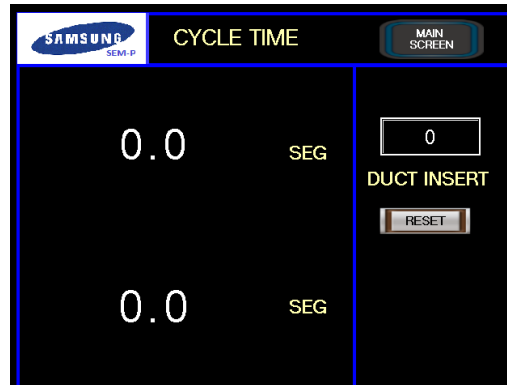 SAMSUNG
SEM-P
CYCLE TIME
MAIN
SCREEN
0.0 SEG
0
DUCT INSERT
RESET
0.0 SEG